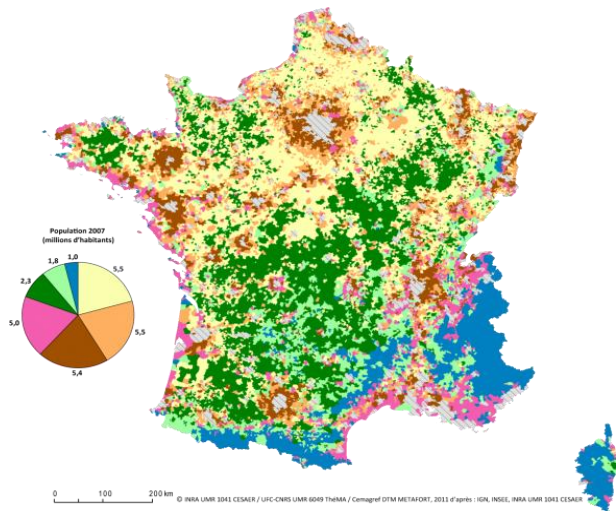 Population 2007
(millions d'habitants)
1,0
1,8
5,5
2,3
5,0
5,5
5,4
0 50 100 200 km
© INRA UMR 1041 CESAER / UFC-CNRS UMR 6049 ThéMA / Cemagref DTM METAFORT, 2011 d'après : IGN, INSEE, INRA UMR 1041 CESAER